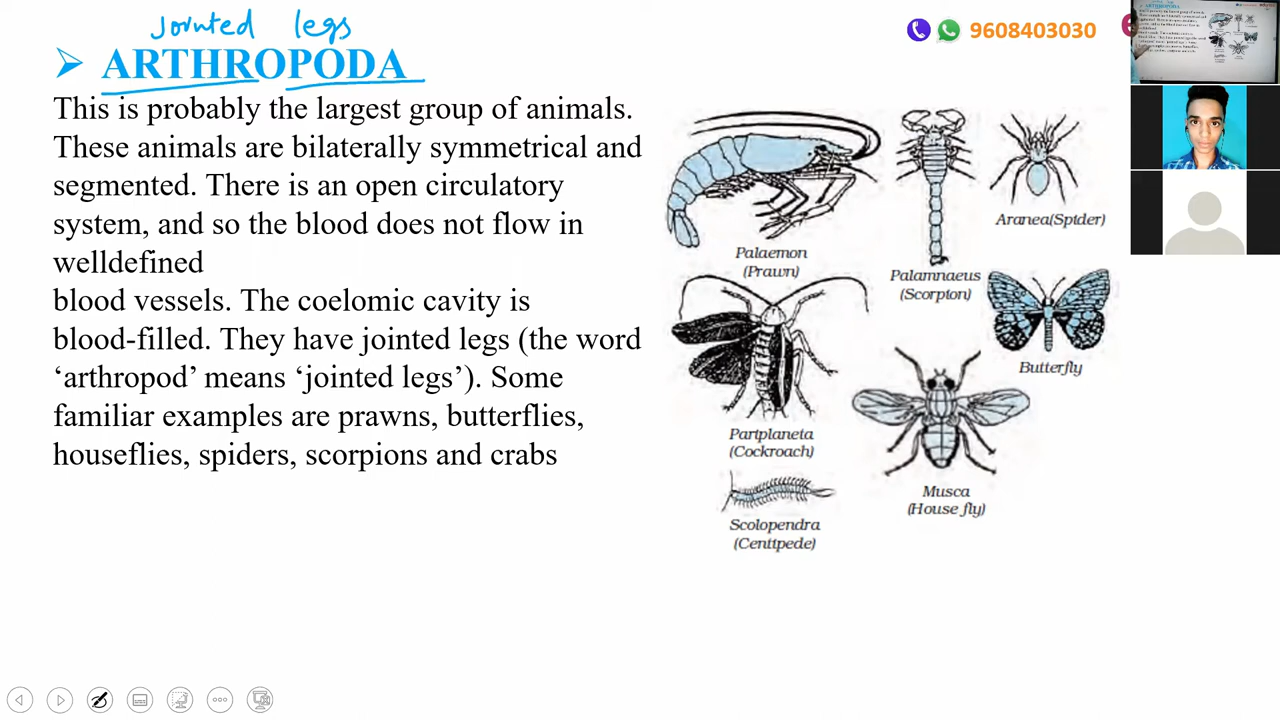 jointed legs
9608403030
ARTHROPODA
This is probably the largest group of animals.
These animals are bilaterally symmetrical and
segmented. There is an open circulatory
system, and so the blood does not flow in
welldefined
blood vessels. The coelomic cavity is
blood-filled. They have jointed legs (the word
‘arthropod’ means ‘jointed legs’). Some
familiar examples are prawns, butterflies,
houseflies, spiders, scorpions and crabs
Palaemon
(Prawn)
Palamnaeus
(Scorpion)
Aranea(Spider)
Butterfly
Partplaneta
(Cockroach)
Musca
(House fly)
Scolopendra
(Centipede)